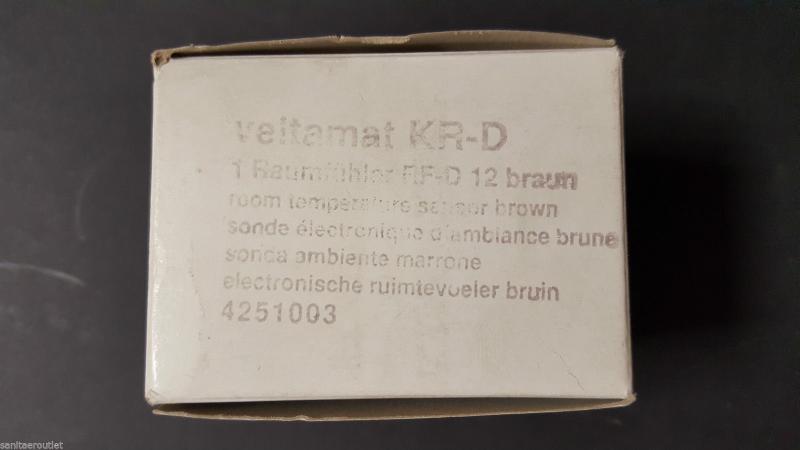 veltamat KR-D
1 Raumfühler RF-D 12 braun
room temperature sensor brown
sonde électronique d'ambiance brune
sonda ambiente marrone
electronische ruimtevoeler bruin
4251003
sanitaeroutlet